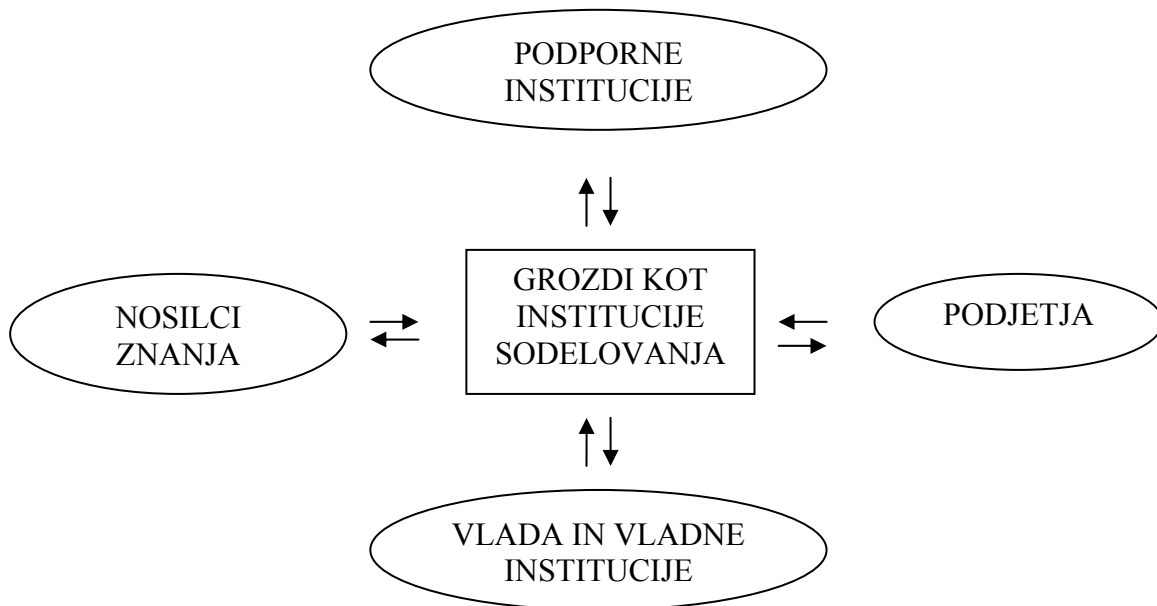 PODPORNE
INSTITUCIJE
NOSILCI
ZNANJA
GROZDI KOT
INSTITUCIJE
SODELOVANJA
PODJETJA
VLADA IN VLADNE
INSTITUCIJE